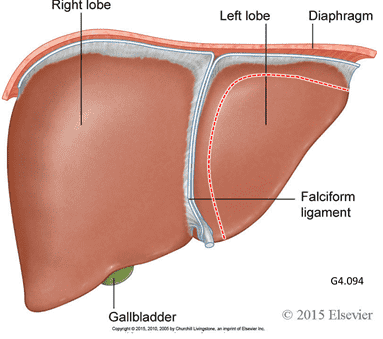 Right lobe
Left lobe
Diaphragm
Falciform
ligament
G4.094
© 2015 Elsevier
Gallbladder
Copyright © 2015, 2010, 2005 by Churchill Livingstone, an imprint of Elsevier Inc.